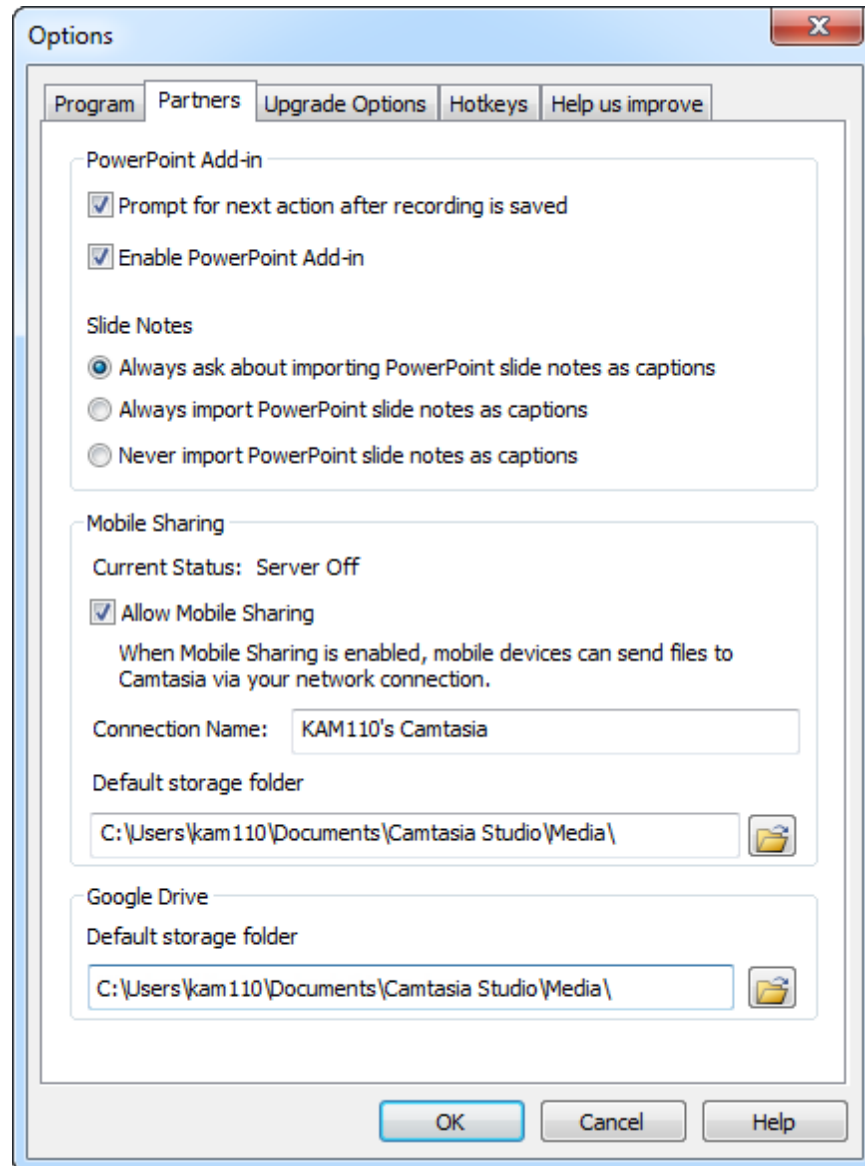 Options
Program Partners Upgrade Options Hotkeys Help us improve
PowerPoint Add-in
Prompt for next action after recording is saved
Enable PowerPoint Add-in
Slide Notes
Always ask about importing PowerPoint slide notes as captions
Always import PowerPoint slide notes as captions
Never import PowerPoint slide notes as captions
Mobile Sharing
Current Status: Server Off
Allow Mobile Sharing
When Mobile Sharing is enabled, mobile devices can send files to
Camtasia via your network connection.
Connection Name: KAM110's Camtasia
Default storage folder
C:\Users\kam110\Documents\Camtasia Studio\Media\
Google Drive
Default storage folder
C:\Users\kam110\Documents\Camtasia Studio\Media\
OK Cancel Help